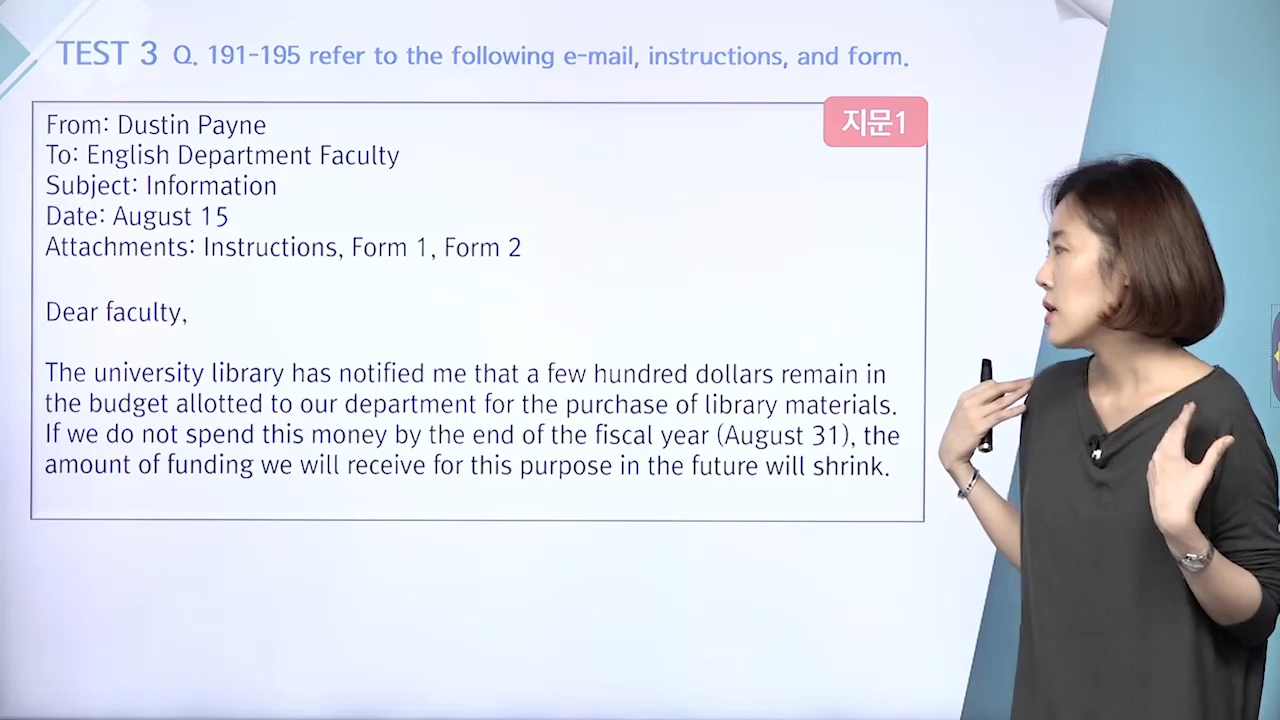 TEST 3 Q. 191-195 refer to the following e-mail, instructions, and form.
지문1
From: Dustin Payne
To: English Department Faculty
Subject: Information
Date: August 15
Attachments: Instructions, Form 1, Form 2
Dear faculty,
The university library has notified me that a few hundred dollars remain in
the budget allotted to our department for the purchase of library materials.
If we do not spend this money by the end of the fiscal year (August 31), the
amount of funding we will receive for this purpose in the future will shrink.